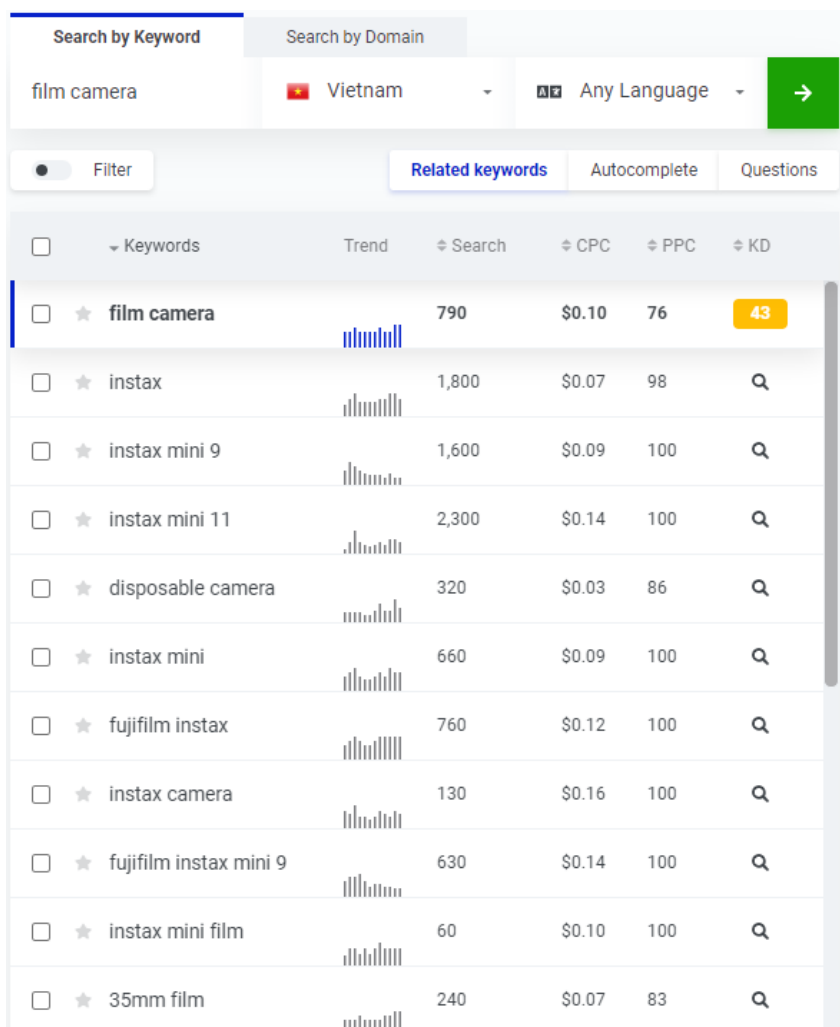 Search by Keyword Search by Domain
film camera Vietnam Any Language
Filter Related keywords Autocomplete Questions
Keywords Trend Search CPC PPC KD
film camera 790 $0.10 76 43
instax 1,800 $0.07 98
instax mini 9 1,600 $0.09 100
instax mini 11 2,300 $0.14 100
disposable camera 320 $0.03 86
instax mini 660 $0.09 100
fujifilm instax 760 $0.12 100
instax camera 130 $0.16 100
fujifilm instax mini 9 630 $0.14 100
instax mini film 60 $0.10 100
35mm film 240 $0.07 83